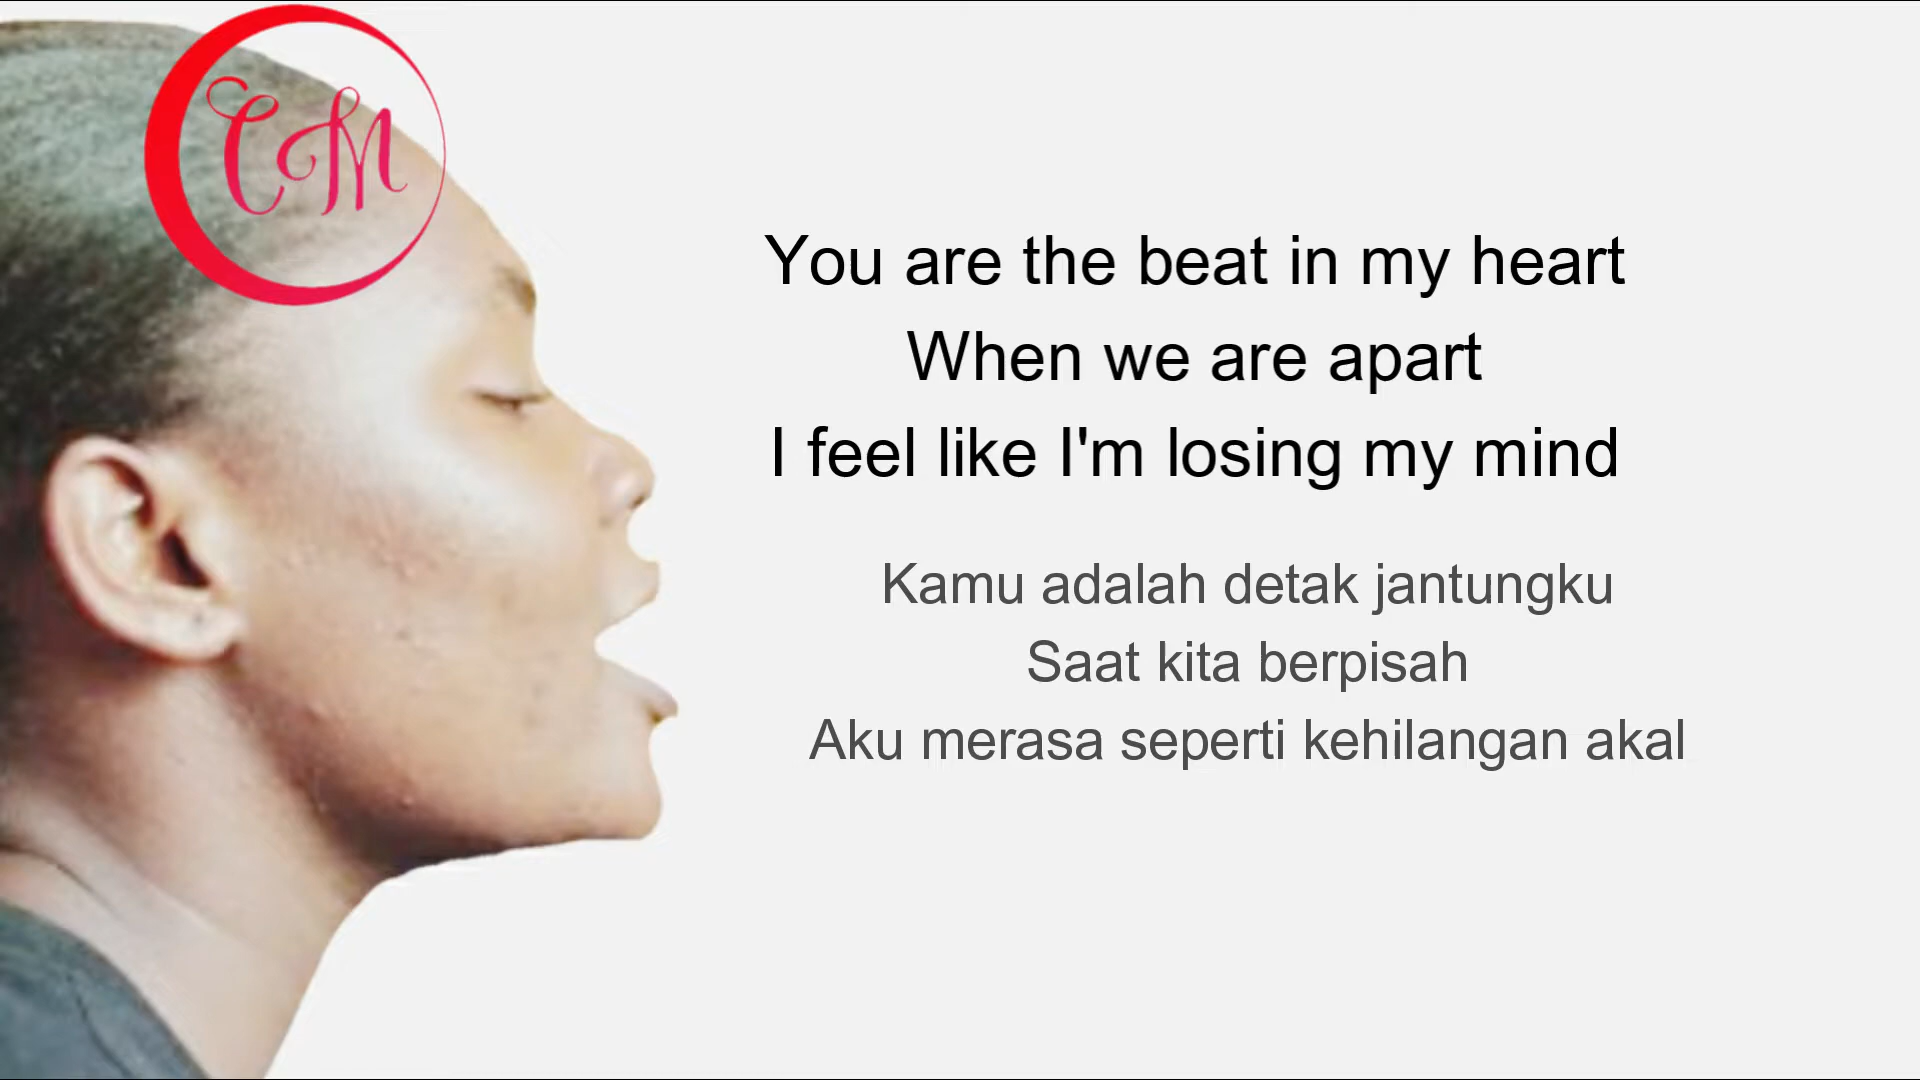 CM
You are the beat in my heart
When we are apart
I feel like I'm losing my mind
Kamu adalah detak jantungku
Saat kita berpisah
Aku merasa seperti kehilangan akal